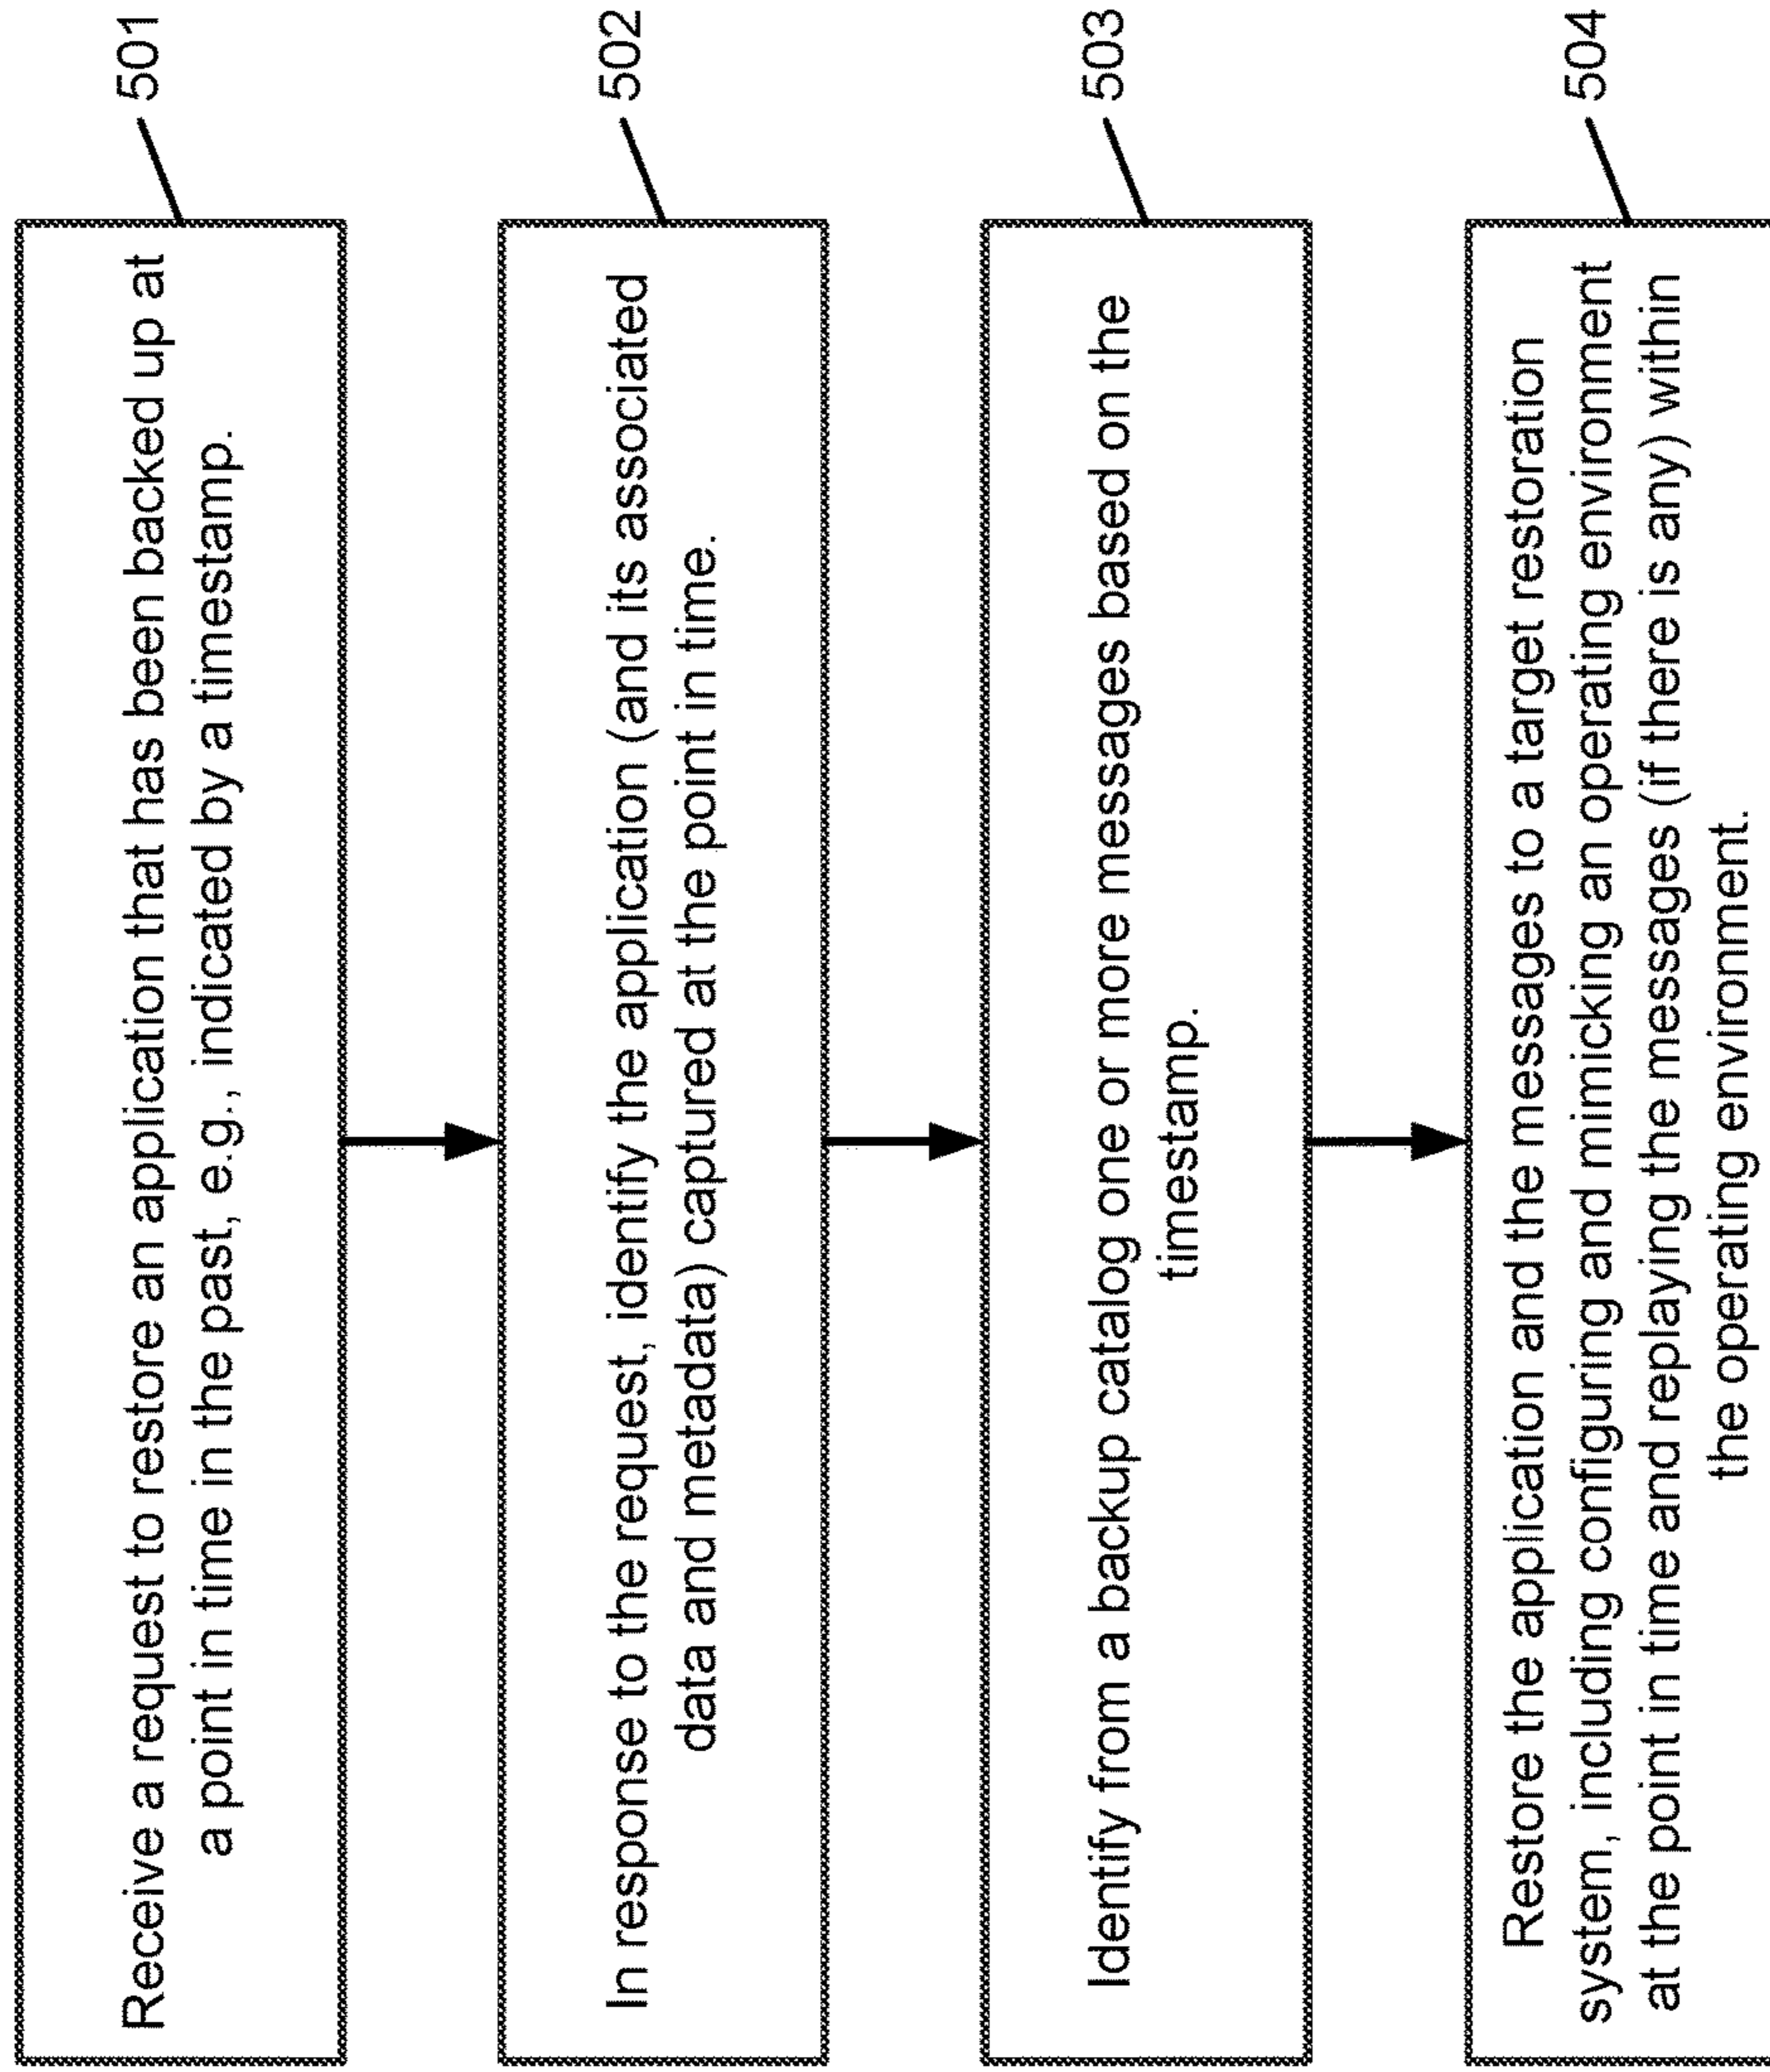 Receive a request to restore an application that has been backed up at
a point in time in the past, e.g., indicated by a timestamp.
501
In response to the request, identify the application (and its associated
data and metadata) captured at the point in time.
502
Identify from a backup catalog one or more messages based on the
timestamp.
503
Restore the application and the messages to a target restoration
system, including configuring and mimicking an operating environment
at the point in time and replaying the messages (if there is any) within
the operating environment.
504